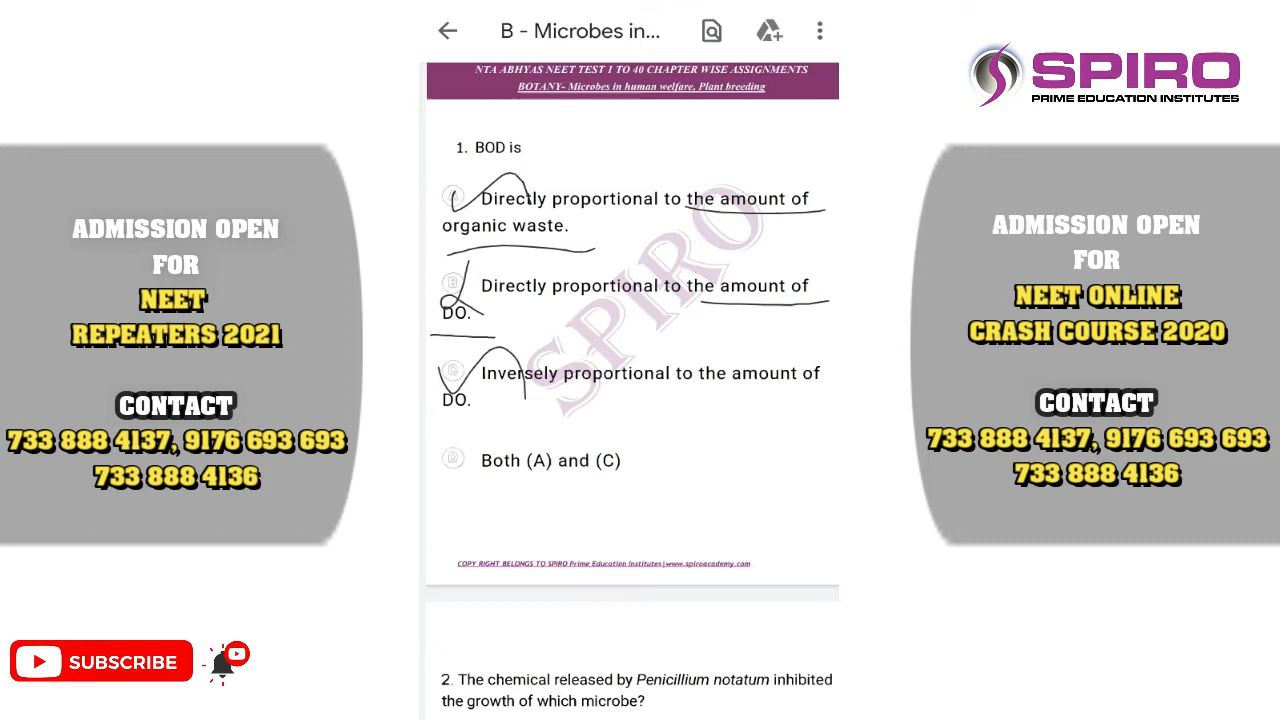 B - Microbes in...
SPIRO
PRIME EDUCATION INSTITUTES
NTA ABHYAS NEET TEST 1 TO 40 CHAPTER WISE ASSIGNMENTS
BOTANY- Microbes in human welfare, Plant breeding
1. BOD is
A Directly proportional to the amount of
organic waste.
B Directly proportional to the amount of
DO.
C Inversely proportional to the amount of
DO.
D Both (A) and (C)
SPIRO
COPY RIGHT BELONGS TO SPIRO Prime Education Institutes|www.spiroacademy.com
2. The chemical released by Penicillium notatum inhibited
the growth of which microbe?
ADMISSION OPEN
FOR
NEET
REPEATERS 2021
CONTACT
733 888 4137, 9176 693 693
733 888 4136
ADMISSION OPEN
FOR
NEET ONLINE
CRASH COURSE 2020
CONTACT
733 888 4137, 9176 693 693
733 888 4136
SUBSCRIBE